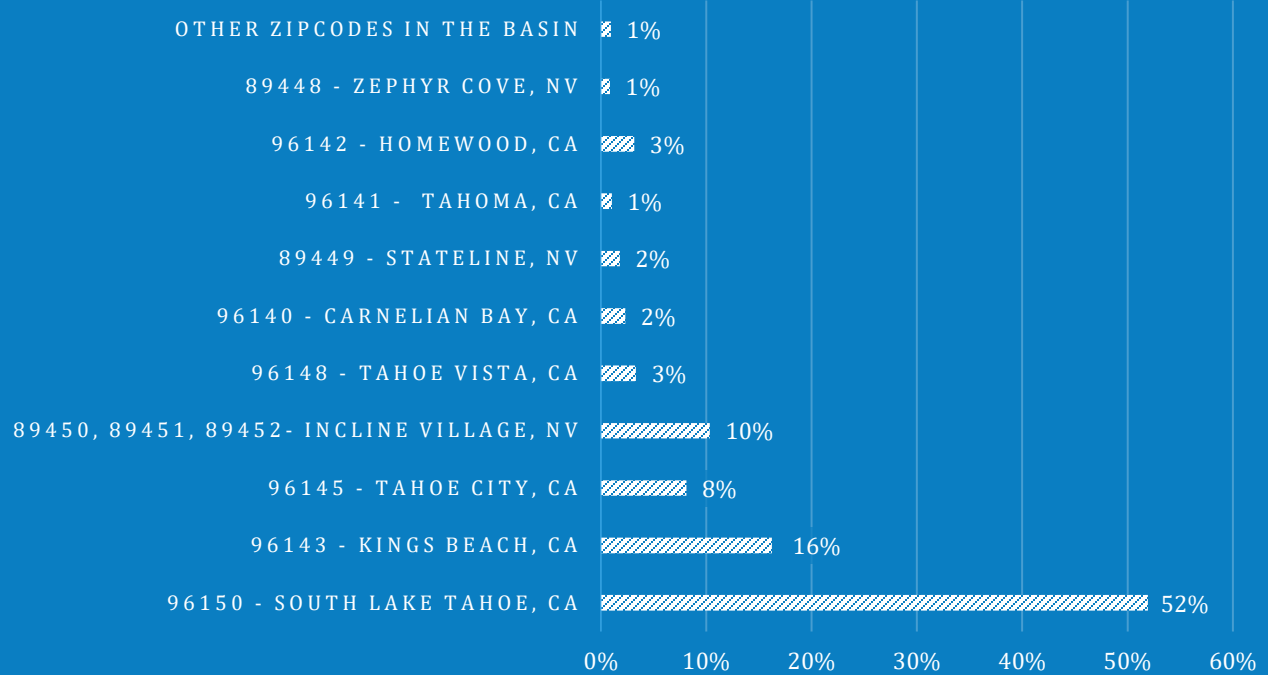 OTHER ZIPCODES IN THE BASIN 1%
89448 - ZEPHYR COVE, NV 1%
96142 - HOMEWOOD, CA 3%
96141 - TAHOMA, CA 1%
89449 - STATELINE, NV 2%
96140 - CARNELIAN BAY, CA 2%
96148 - TAHOE VISTA, CA 3%
89450, 89451, 89452- INCLINE VILLAGE, NV 10%
96145 - TAHOE CITY, CA 8%
96143 - KINGS BEACH, CA 16%
96150 - SOUTH LAKE TAHOE, CA 52%
0% 10% 20% 30% 40% 50% 60%